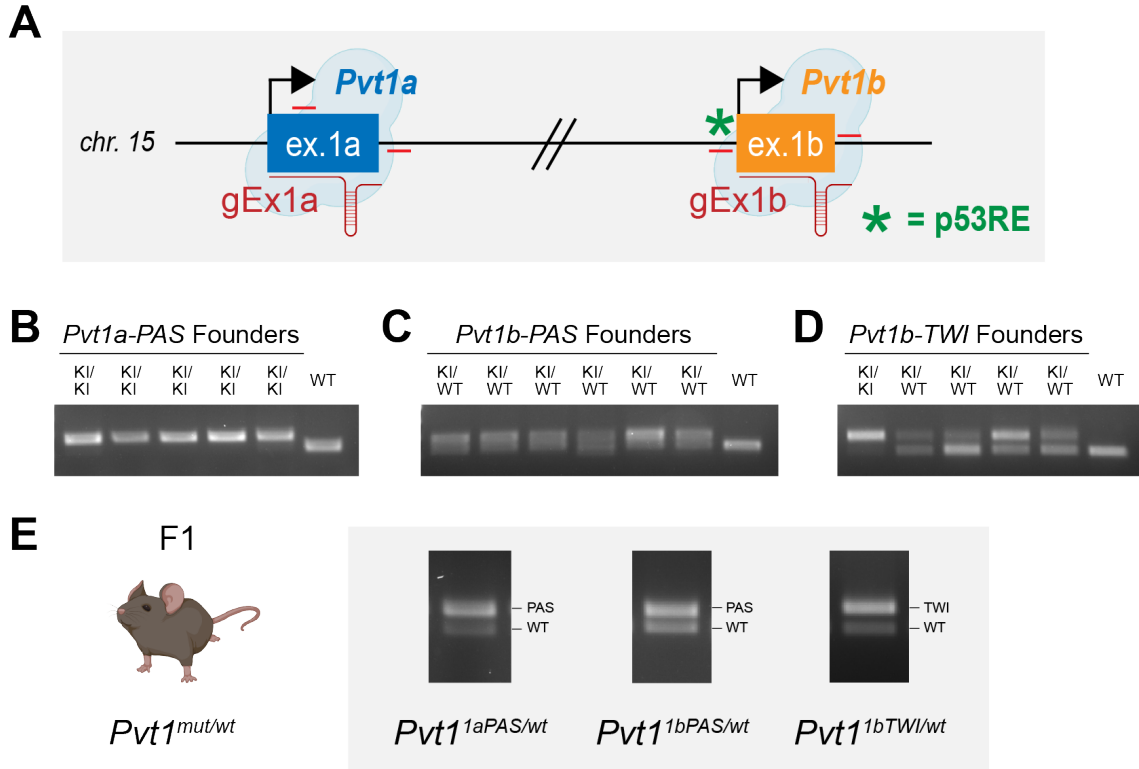 A
Pvt1a
Pvt1b
chr. 15
ex.1a
*
ex.1b
gEx1a
gEx1b
* = p53RE
B
Pvt1a-PAS Founders
KI/ KI/ KI/ KI/ KI/ WT
KI KI KI KI KI
C
Pvt1b-PAS Founders
KI/ KI/ KI/ KI/ KI/ KI/ WT
WT WT WT WT WT WT
D
Pvt1b-TWI Founders
KI/ KI/ KI/ KI/ KI/ WT
KI WT WT WT WT
E
F1
PAS
WT
PAS
WT
TWI
WT
Pvt1mut/wt
Pvt11aPAS/wt
Pvt11bPAS/wt
Pvt11bTWI/wt